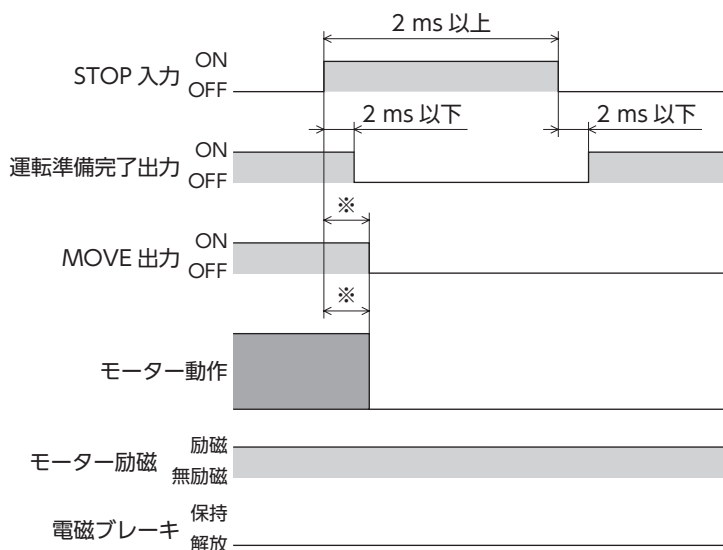 2 ms 以上
STOP 入力
ON
OFF
2 ms 以下
2 ms 以下
運転準備完了出力
ON
OFF
※
MOVE 出力
ON
OFF
※
モーター動作
モーター励磁
励磁
無励磁
電磁ブレーキ
保持
解放